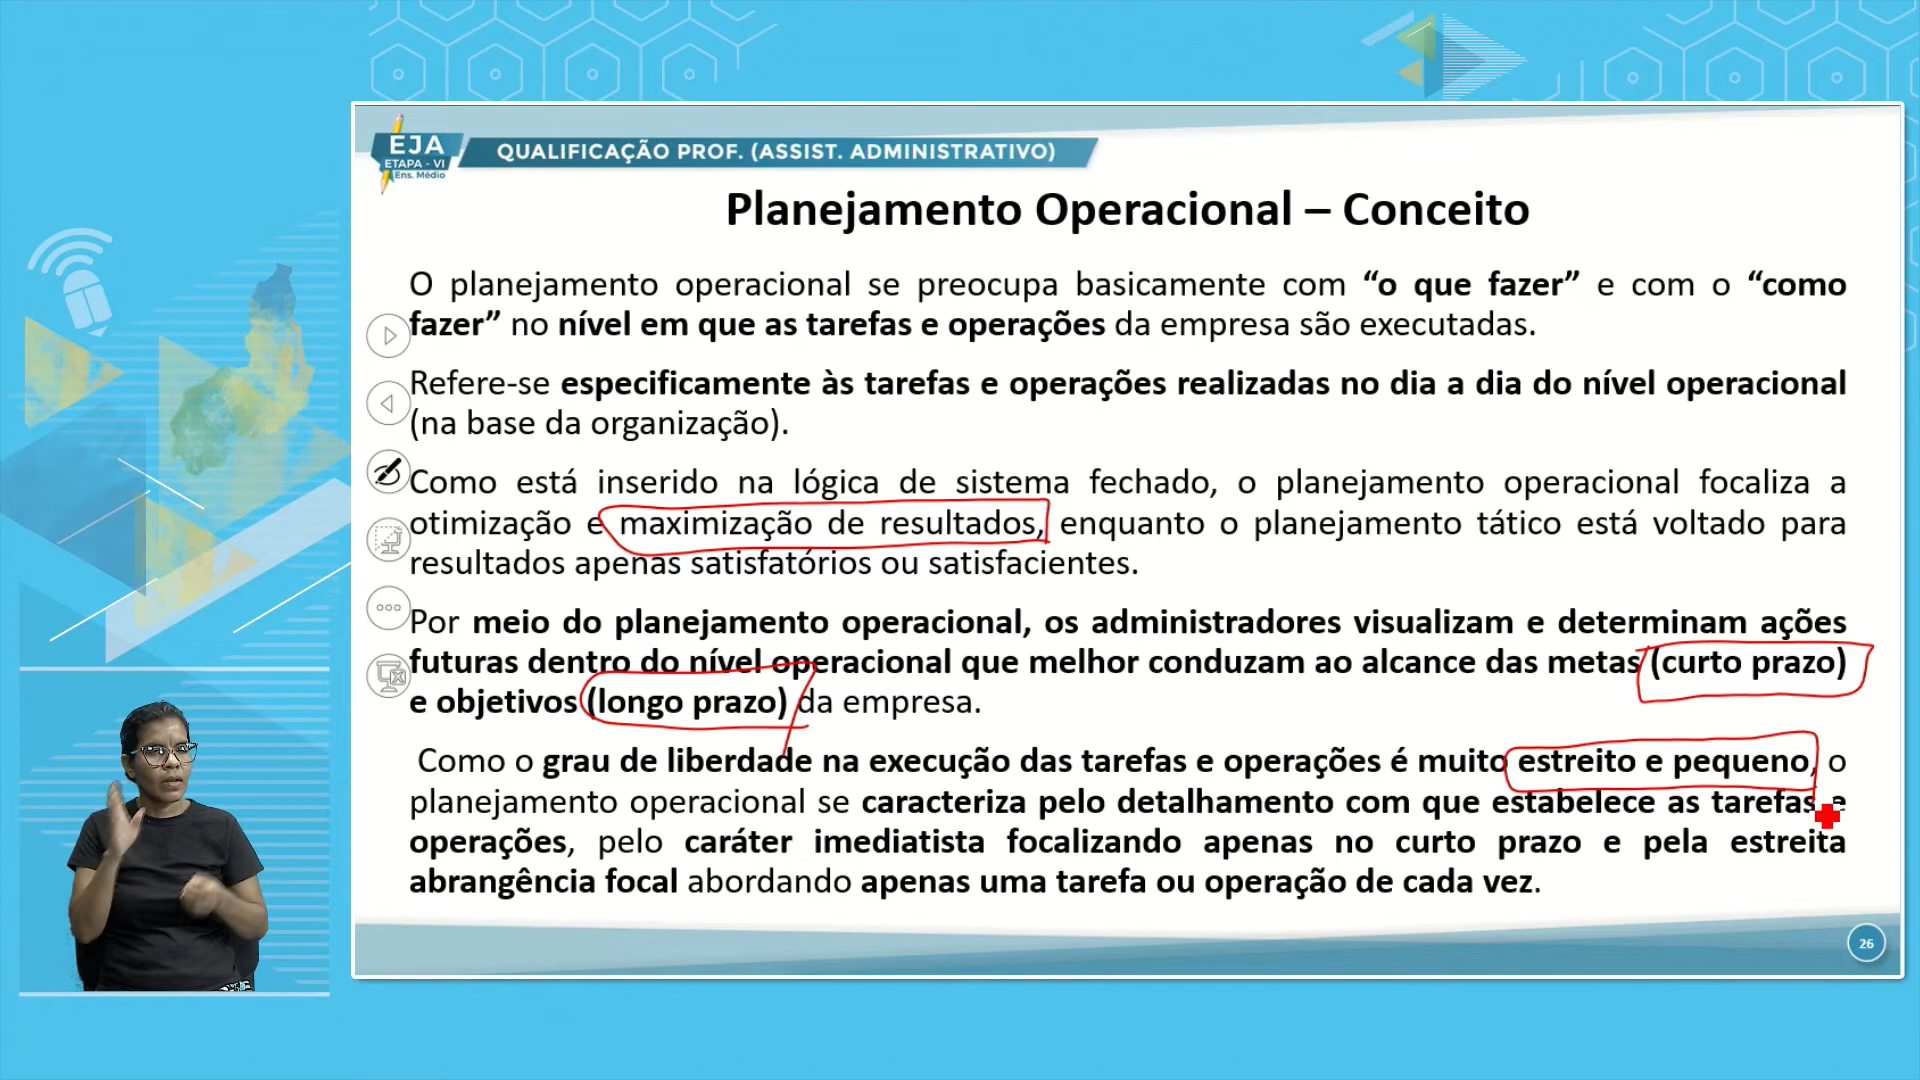 EJA
ETAPA - VI
Ens. Médio
QUALIFICAÇÃO PROF. (ASSIST. ADMINISTRATIVO)
Planejamento Operacional – Conceito
O planejamento operacional se preocupa basicamente com “o que fazer” e com o “como
fazer” no nível em que as tarefas e operações da empresa são executadas.
Refere-se especificamente às tarefas e operações realizadas no dia a dia do nível operacional
(na base da organização).
Como está inserido na lógica de sistema fechado, o planejamento operacional focaliza a
otimização e maximização de resultados, enquanto o planejamento tático está voltado para
resultados apenas satisfatórios ou satisfacientes.
Por meio do planejamento operacional, os administradores visualizam e determinam ações
futuras dentro do nível operacional que melhor conduzam ao alcance das metas (curto prazo)
e objetivos (longo prazo) da empresa.
Como o grau de liberdade na execução das tarefas e operações é muito estreito e pequeno, o
planejamento operacional se caracteriza pelo detalhamento com que estabelece as tarefas e
operações, pelo caráter imediatista focalizando apenas no curto prazo e pela estreita
abrangência focal abordando apenas uma tarefa ou operação de cada vez.
26